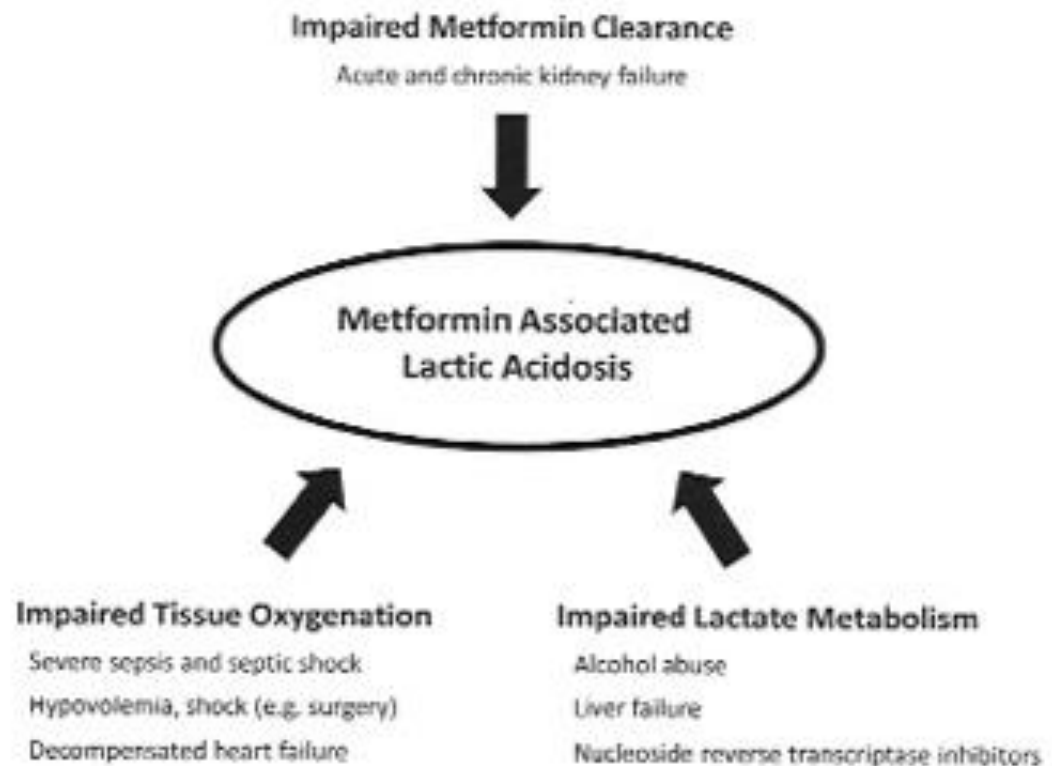 Impaired Metformin Clearance
Acute and chronic kidney failure
Metformin Associated
Lactic Acidosis
Impaired Tissue Oxygenation
Severe sepsis and septic shock
Hypovolemia, shock (e.g. surgery)
Decompensated heart failure
Impaired Lactate Metabolism
Alcohol abuse
Liver failure
Nucleoside reverse transcriptase inhibitors